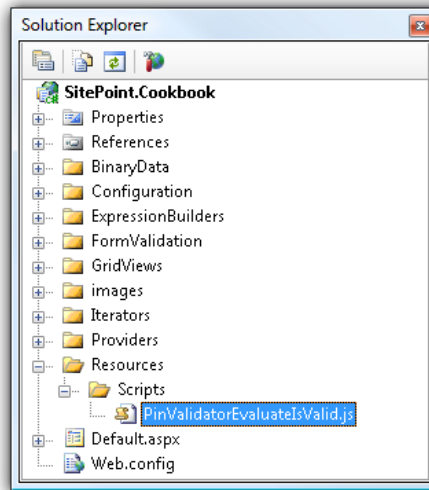 Solution Explorer
SitePoint.Cookbook
Properties
References
BinaryData
Configuration
ExpressionBuilders
FormValidation
GridViews
images
Iterators
Providers
Resources
Scripts
PinValidatorEvaluateIsValid.js
Default.aspx
Web.config